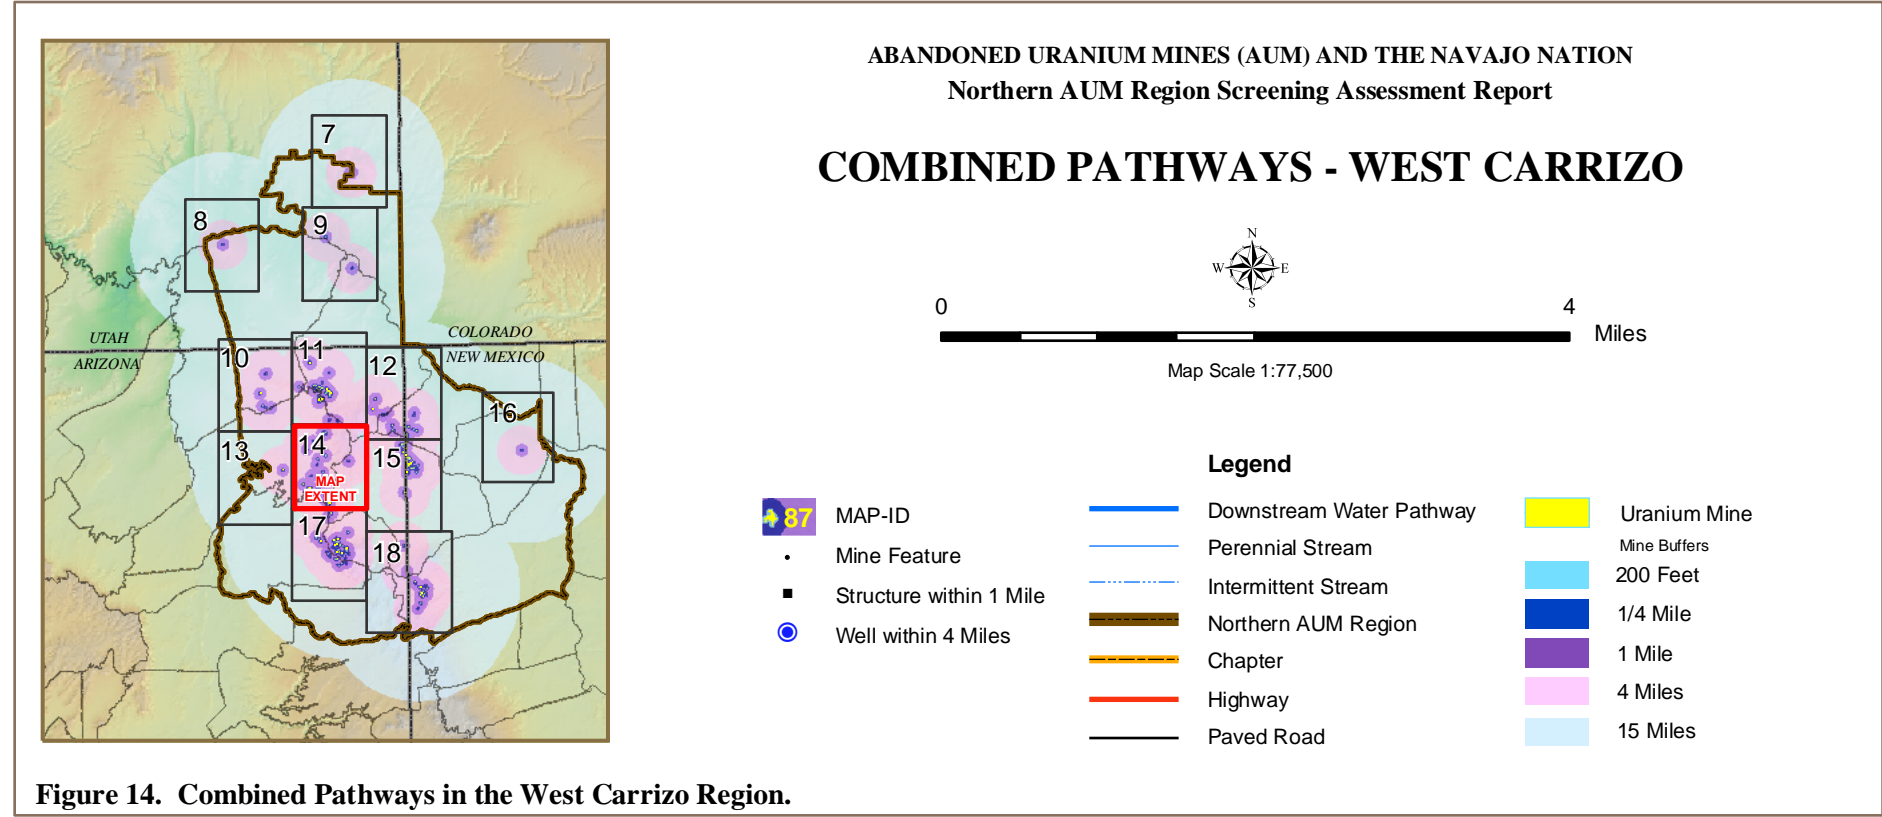 ABANDONED URANIUM MINES (AUM) AND THE NAVAJO NATION
Northern AUM Region Screening Assessment Report
COMBINED PATHWAYS - WEST CARRIZO
N
W E
S
0 4
Miles
Map Scale 1:77,500
7
8
9
UTAH
COLORADO
ARIZONA
NEW MEXICO
10
11
12
13
14
15
16
MAP
EXTENT
17
18
Legend
87 MAP-ID
Mine Feature
Structure within 1 Mile
Well within 4 Miles
Downstream Water Pathway
Perennial Stream
Intermittent Stream
Northern AUM Region
Chapter
Highway
Paved Road
Uranium Mine
Mine Buffers
200 Feet
1/4 Mile
1 Mile
4 Miles
15 Miles
Figure 14. Combined Pathways in the West Carrizo Region.